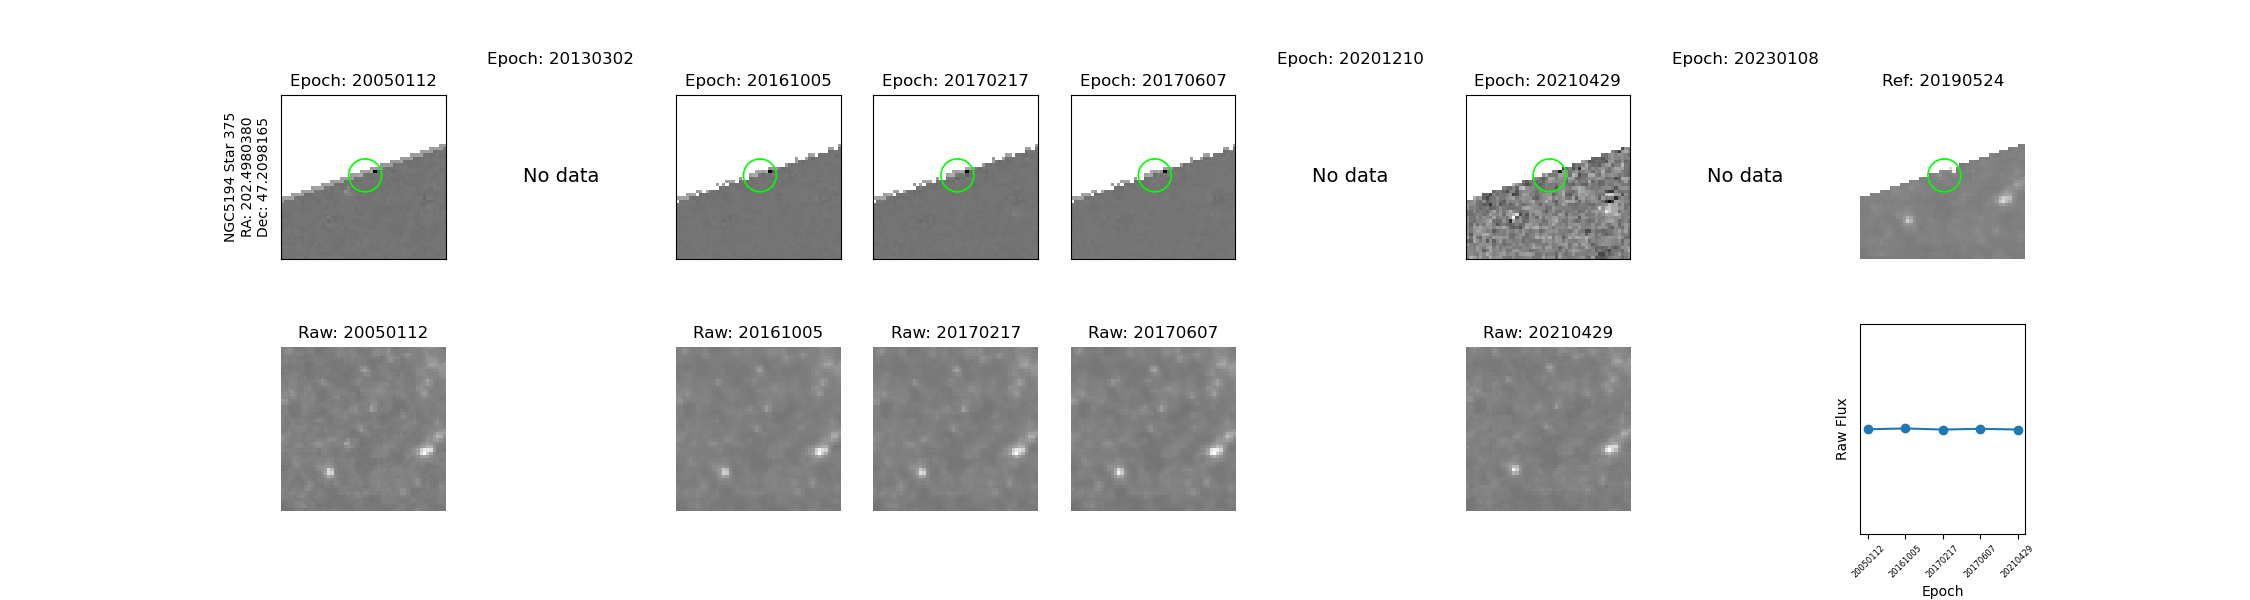 Epoch: 20130302
Epoch: 20201210
Epoch: 20230108
Epoch: 20050112
Epoch: 20161005
Epoch: 20170217
Epoch: 20170607
Epoch: 20210429
Ref: 20190524
NGC5194 Star 375
RA: 202.4980380
Dec: 47.2098165
No data
No data
No data
Raw: 20050112
Raw: 20161005
Raw: 20170217
Raw: 20170607
Raw: 20210429
Raw Flux
20050112
20161005
20170217
20170607
20210429
Epoch